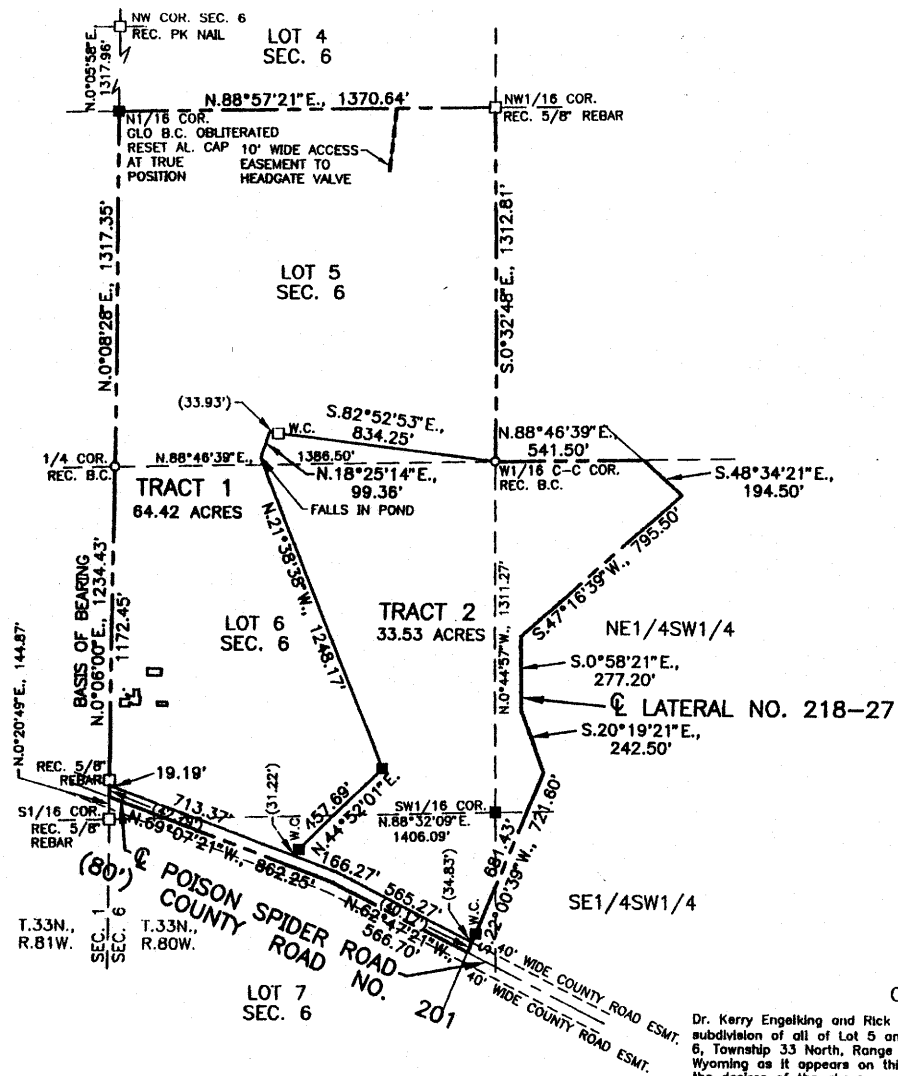 NW COR. SEC. 6
REC. PK NAIL
N.0°05'58"E.
1317.96'
LOT 4
SEC. 6
N.88°57'21"E., 1370.64'
NW1/16 COR.
REC. 5/8" REBAR
N1/16 COR.
GLO B.C. OBLITERATED
RESET AL. CAP
AT TRUE
POSITION
10' WIDE ACCESS
EASEMENT TO
HEADGATE VALVE
N.0°08'28"E., 1317.35'
S.0°32'48"E., 1312.81'
LOT 5
SEC. 6
(33.93')
W.C.
S.82°52'53"E.,
834.25'
N.88°46'39"E.,
541.50'
1/4 COR.
REC. B.C.
N.88°46'39"E., 1386.50'
W1/16 C-C COR.
REC. B.C.
S.48°34'21"E.,
194.50'
N.18°25'14"E.,
99.36'
FALLS IN POND
TRACT 1
64.42 ACRES
N.21°38'38"W., 1248.17'
S.47°16'39"W., 795.50'
BASIS OF BEARING
N.0°06'00"E., 1234.43'
1172.45'
LOT 6
SEC. 6
TRACT 2
33.53 ACRES
N.0°44'57"W., 1311.27'
NE1/4SW1/4
S.0°58'21"E.,
277.20'
℄ LATERAL NO. 218-27
S.20°19'21"E.,
242.50'
N.0°20'49"E., 144.87'
REC. 5/8"
REBAR
19.19'
S1/16 COR.
REC. 5/8"
REBAR
713.37'
(31.22')
W.C.
457.69'
N.44°52'01"E.
SW1/16 COR.
N.88°32'09"E.
1406.09'
681.43'
S.22°00'39"W., 721.60'
N.69°07'21"W., 862.25'
166.27'
565.27'
(34.83')
W.C.
N.62°47'21"W.,
566.70'
(80')
℄ POISON SPIDER ROAD
COUNTY ROAD NO. 201
SE1/4SW1/4
T.33N.,
R.81W.
SEC. 1
SEC. 6
T.33N.,
R.80W.
LOT 7
SEC. 6
40' WIDE COUNTY ROAD ESMT.
40' WIDE COUNTY ROAD ESMT.
Dr. Kerry Engelking and Rick
subdivision of all of Lot 5 an
6, Township 33 North, Range
Wyoming as it appears on thi